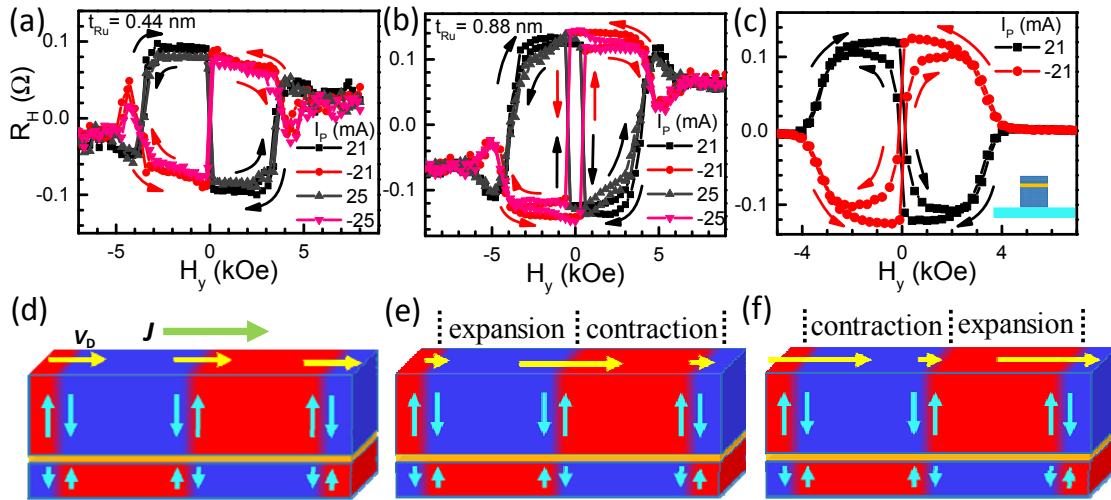 (a)
t_Ru = 0.44 nm
R_H (Ω)
0.1
0.0
-0.1
I_P (mA)
21
-21
25
-25
-5 0 5
H_y (kOe)
(b)
t_Ru = 0.88 nm
0.1
0.0
-0.1
I_P (mA)
21
-21
25
-25
-5 0 5
H_y (kOe)
(c)
I_P (mA)
21
-21
0.1
0.0
-0.1
-4 0 4
H_y (kOe)
(d)
V_D J
(e)
expansion contraction
(f)
contraction expansion